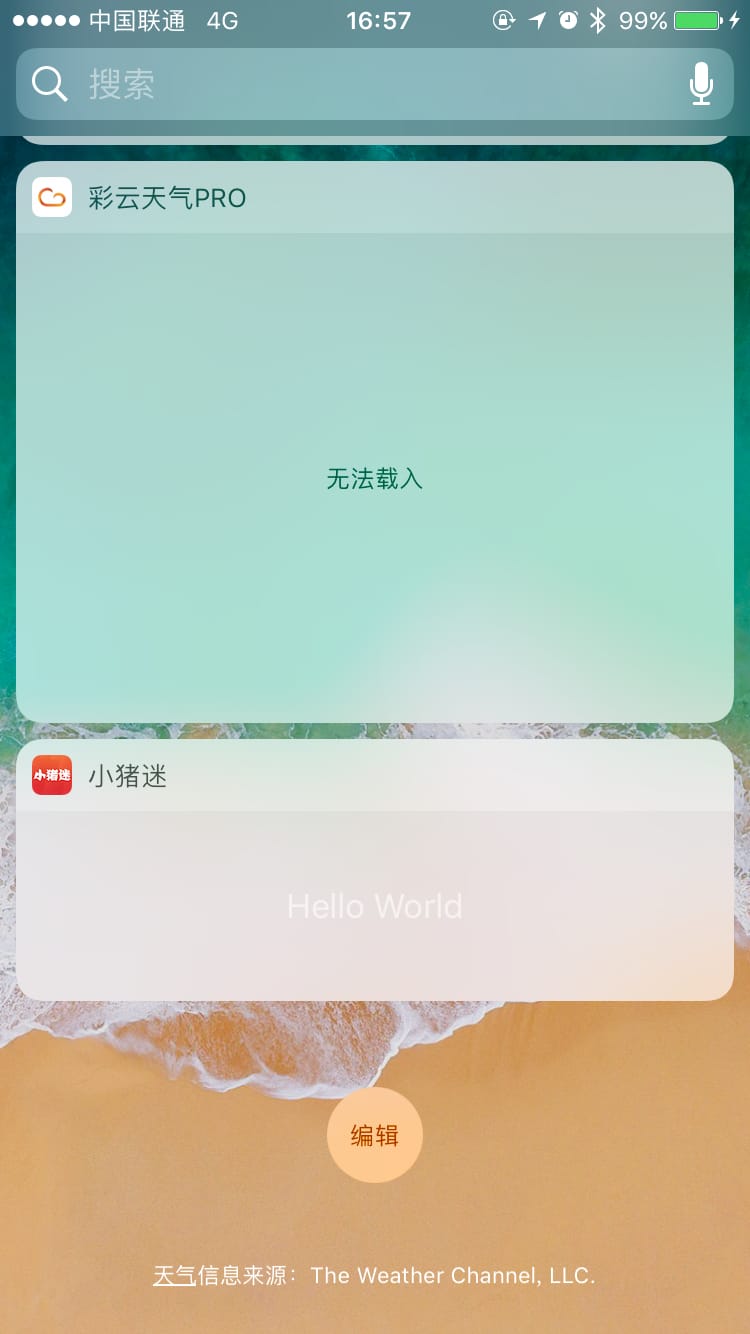 中国联通 4G 16:57 99%
搜索
彩云天气PRO
无法载入
小猪迷 小猪迷
Hello World
编辑
天气信息来源：The Weather Channel, LLC.